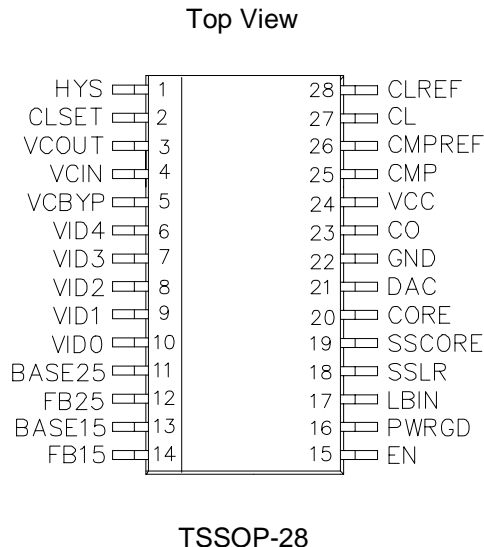 Top View
HYS 1 28 CLREF
CLSET 2 27 CL
VCOUT 3 26 CMPREF
VCIN 4 25 CMP
VCBYP 5 24 VCC
VID4 6 23 CO
VID3 7 22 GND
VID2 8 21 DAC
VID1 9 20 CORE
VID0 10 19 SSCORE
BASE25 11 18 SSLR
FB25 12 17 LBIN
BASE15 13 16 PWRGD
FB15 14 15 EN
TSSOP-28